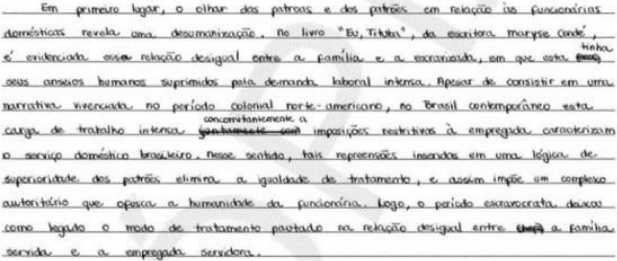 Em primeiro lugar, o olhar das patroas e dos patrões em relação às funcionárias
domésticas revela uma desumanização. No livro "Eu, Tituba", da escritora maryse condé,
é evidenciada essa relação desigual entre a família e a escravizada, em que esta tinha
seus anseios humanos suprimidos pela demanda laboral intensa. Apesar de consistir em uma
narrativa vivenciada no período colonial norte-americano, no Brasil contemporâneo esta
carga de trabalho intensa concomitantemente a imposições restritivas à empregada caracterizam
o serviço doméstico brasileiro, nesse sentido, tais repreensões inseridas em uma lógica de
superioridade dos patrões elimina a igualdade de tratamento, e assim impõe um complexo
autoritário que ofusca a humanidade da funcionária. Logo, o período escravocrata deixou
como legado o modo de tratamento pautado na relação desigual entre a família
servida e a empregada servidora.